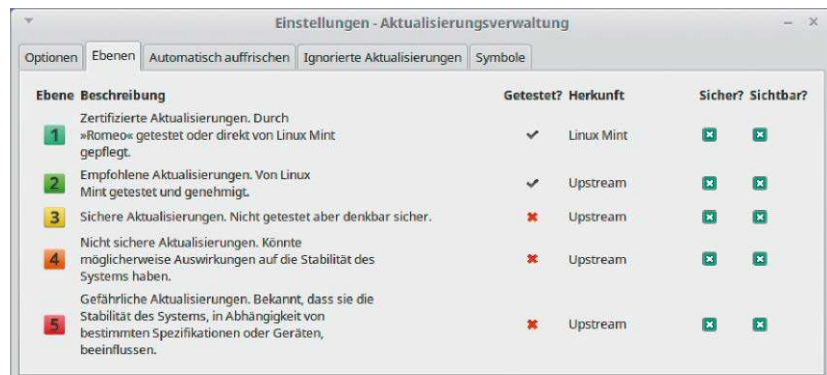 Einstellungen - Aktualisierungsverwaltung
Optionen Ebenen Automatisch auffrischen Ignorierte Aktualisierungen Symbole
Ebene Beschreibung Getestet? Herkunft Sicher? Sichtbar?
Zertifizierte Aktualisierungen. Durch
1 »Romeo« getestet oder direkt von Linux Mint Linux Mint
gepflegt.
2 Empfohlene Aktualisierungen. Von Linux Upstream
Mint getestet und genehmigt.
3 Sichere Aktualisierungen. Nicht getestet aber denkbar sicher. Upstream
Nicht sichere Aktualisierungen. Könnte
4 möglicherweise Auswirkungen auf die Stabilität des Upstream
Systems haben.
Gefährliche Aktualisierungen. Bekannt, dass sie die
Stabilität des Systems, in Abhängigkeit von
5 bestimmten Spezifikationen oder Geräten, Upstream
beeinflussen.